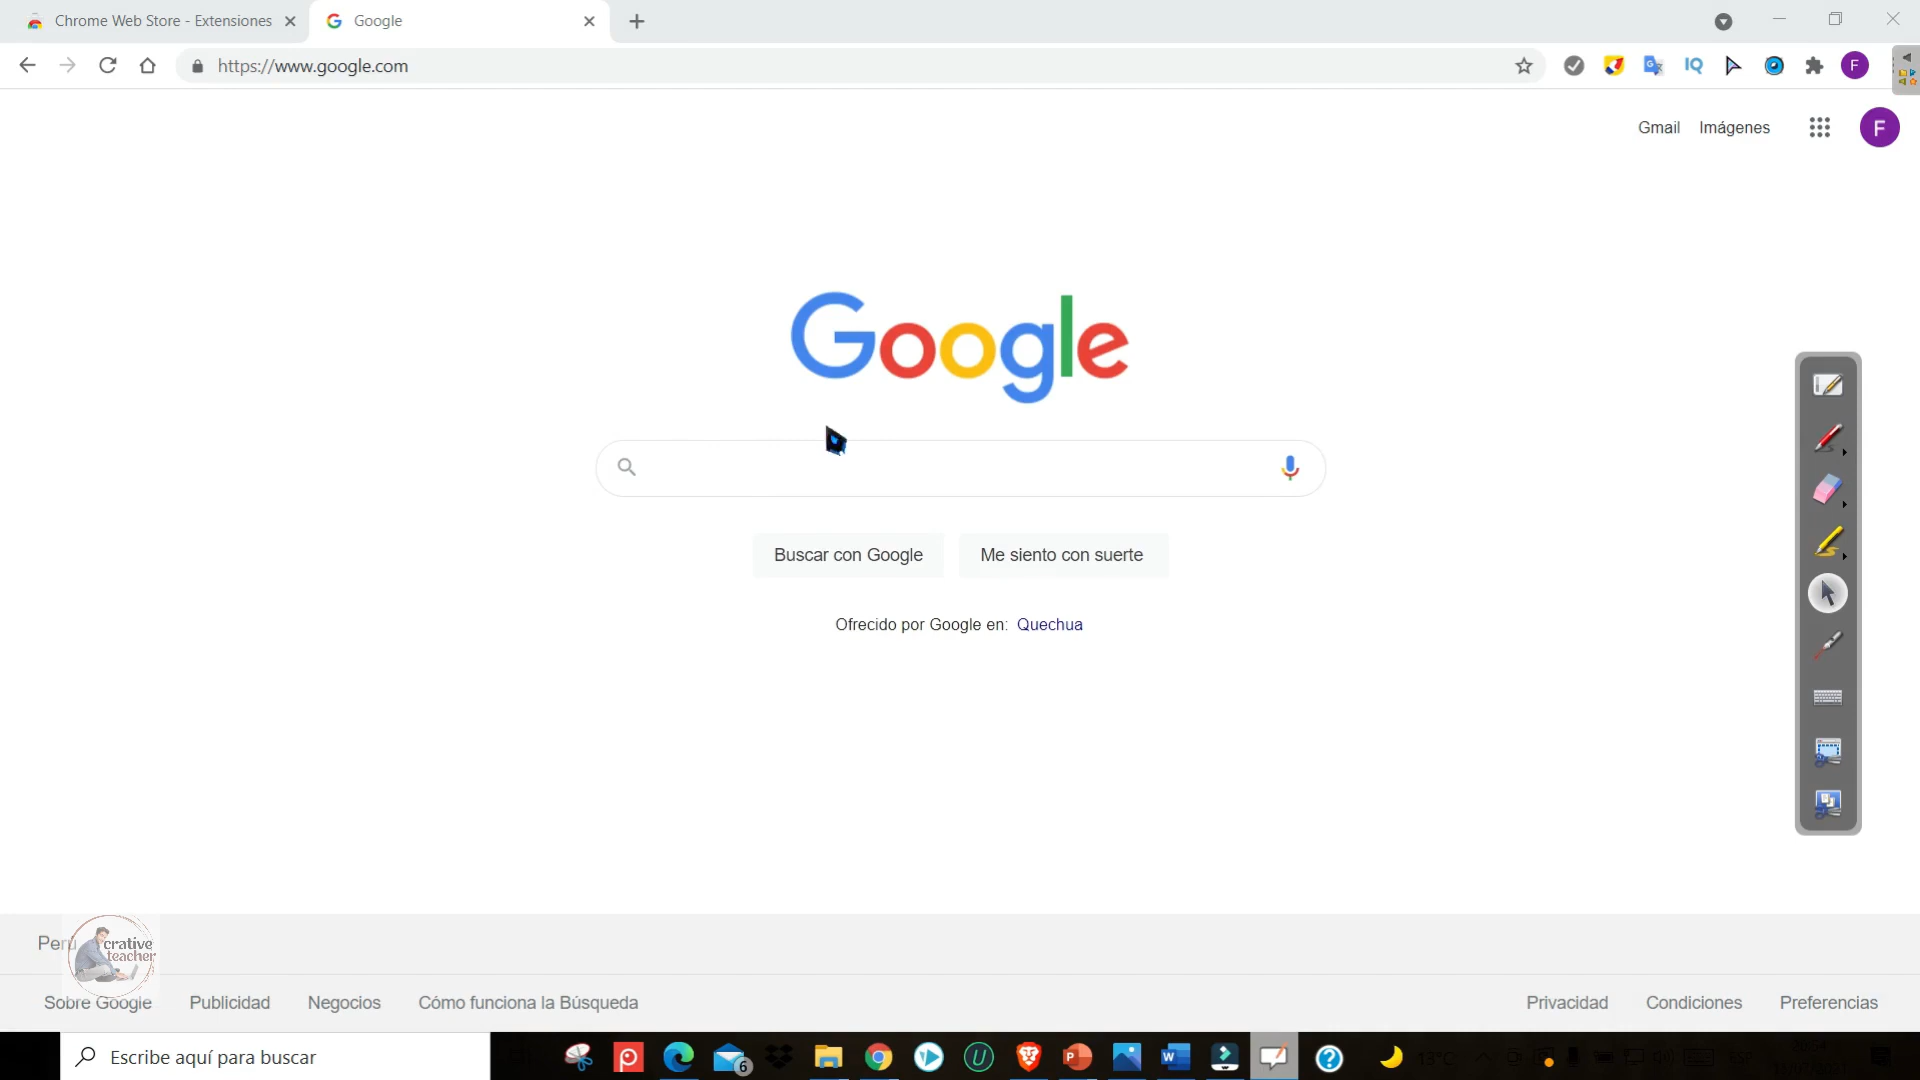 Chrome Web Store - Extensiones
Google
https://www.google.com
IQ
F
Gmail
Imágenes
F
Google
Buscar con Google
Me siento con suerte
Ofrecido por Google en: Quechua
Perú
crative
teacher
Sobre Google
Publicidad
Negocios
Cómo funciona la Búsqueda
Privacidad
Condiciones
Preferencias
Escribe aquí para buscar
6
13°C